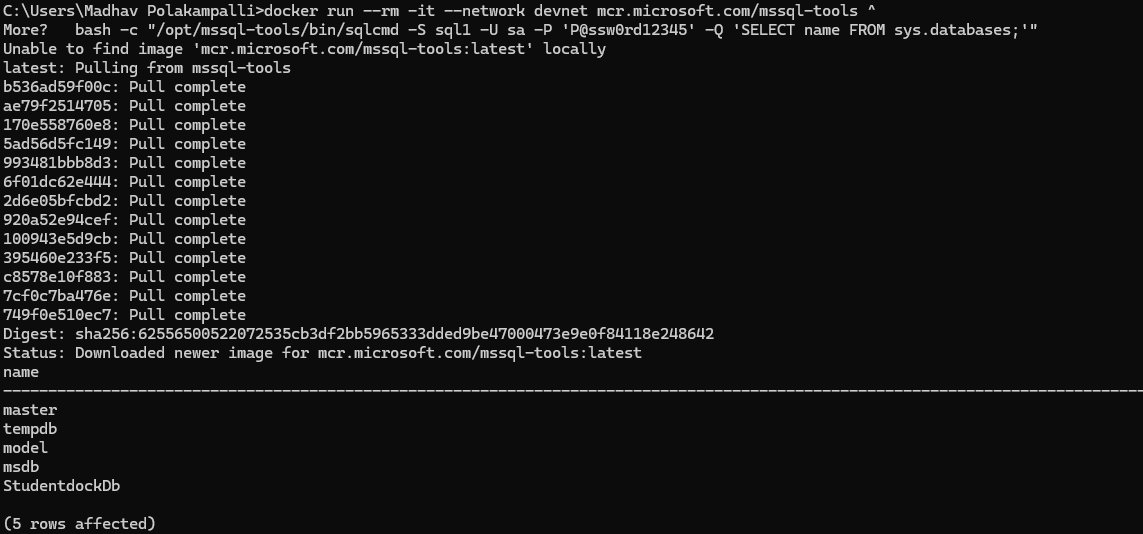 C:\Users\Madhav Polakampalli>docker run --rm -it --network devnet mcr.microsoft.com/mssql-tools ^
More?   bash -c "/opt/mssql-tools/bin/sqlcmd -S sql1 -U sa -P 'P@ssw0rd12345' -Q 'SELECT name FROM sys.databases;'"
Unable to find image 'mcr.microsoft.com/mssql-tools:latest' locally
latest: Pulling from mssql-tools
b536ad59f00c: Pull complete
ae79f2514705: Pull complete
170e558760e8: Pull complete
5ad56d5fc149: Pull complete
993481bbb8d3: Pull complete
6f01dc62e444: Pull complete
2d6e05bfcbd2: Pull complete
920a52e94cef: Pull complete
100943e5d9cb: Pull complete
395460e233f5: Pull complete
c8578e10f883: Pull complete
7cf0c7ba476e: Pull complete
749f0e510ec7: Pull complete
Digest: sha256:62556500522072535cb3df2bb5965333dded9be47000473e9e0f84118e248642
Status: Downloaded newer image for mcr.microsoft.com/mssql-tools:latest
name
--------------------------------------------------------------------------------------------------------------------------------
master
tempdb
model
msdb
StudentdockDb
(5 rows affected)